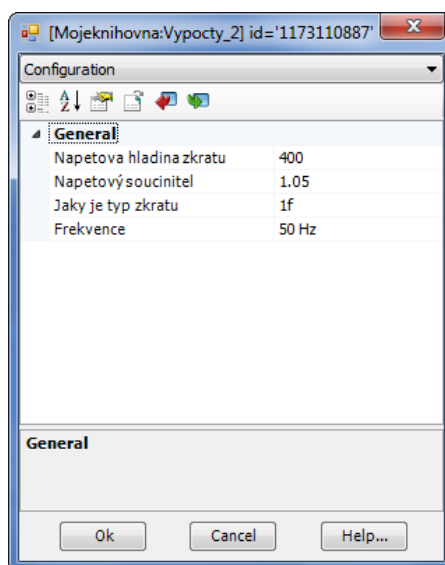 [Mojeknihovna:Vypocty_2] id='1173110887'
Configuration
General
Napetova hladina zkratu 400
Napetový soucinitel 1.05
Jaky je typ zkratu 1f
Frekvence 50 Hz
General
Ok Cancel Help...